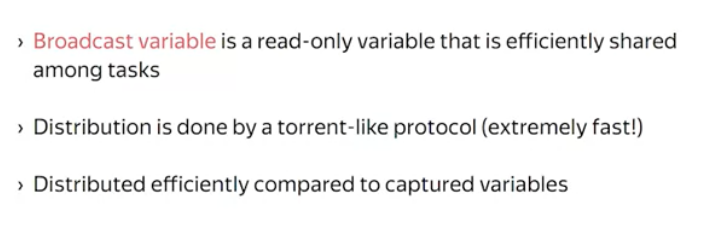 › Broadcast variable is a read-only variable that is efficiently shared
among tasks
› Distribution is done by a torrent-like protocol (extremely fast!)
› Distributed efficiently compared to captured variables